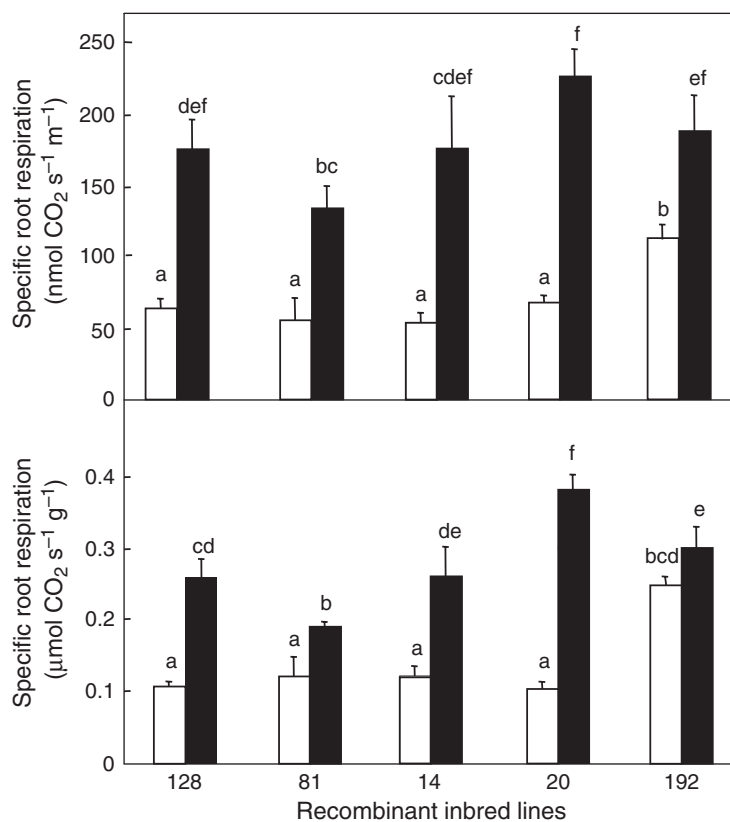 Specific root respiration
(nmol CO₂ s⁻¹ m⁻¹)
250
200
150
100
50
0
a
def
a
bc
a
cdef
a
f
b
ef
Specific root respiration
(μmol CO₂ s⁻¹ g⁻¹)
0.4
0.3
0.2
0.1
0
a
cd
a
b
a
de
a
f
bcd
e
128
81
14
20
192
Recombinant inbred lines